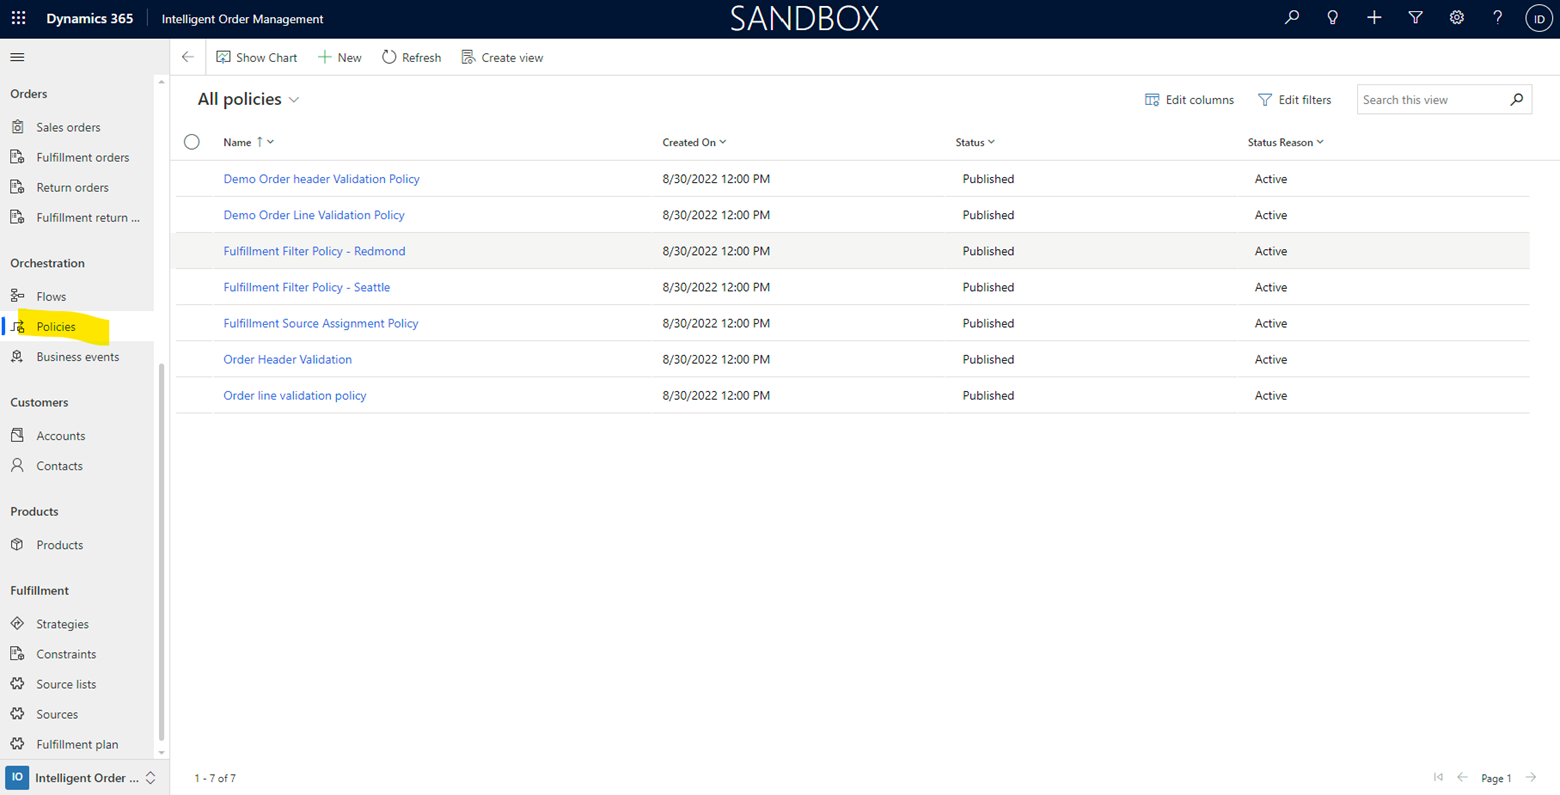 Dynamics 365 Intelligent Order Management SANDBOX ? ID
Show Chart New Refresh Create view
All policies Edit columns Edit filters Search this view
Name ↑ Created On Status Status Reason
Demo Order header Validation Policy 8/30/2022 12:00 PM Published Active
Demo Order Line Validation Policy 8/30/2022 12:00 PM Published Active
Fulfillment Filter Policy - Redmond 8/30/2022 12:00 PM Published Active
Fulfillment Filter Policy - Seattle 8/30/2022 12:00 PM Published Active
Fulfillment Source Assignment Policy 8/30/2022 12:00 PM Published Active
Order Header Validation 8/30/2022 12:00 PM Published Active
Order line validation policy 8/30/2022 12:00 PM Published Active
Orders
Sales orders
Fulfillment orders
Return orders
Fulfillment return ...
Orchestration
Flows
Policies
Business events
Customers
Accounts
Contacts
Products
Products
Fulfillment
Strategies
Constraints
Source lists
Sources
Fulfillment plan
IO Intelligent Order ...
1 - 7 of 7 Page 1